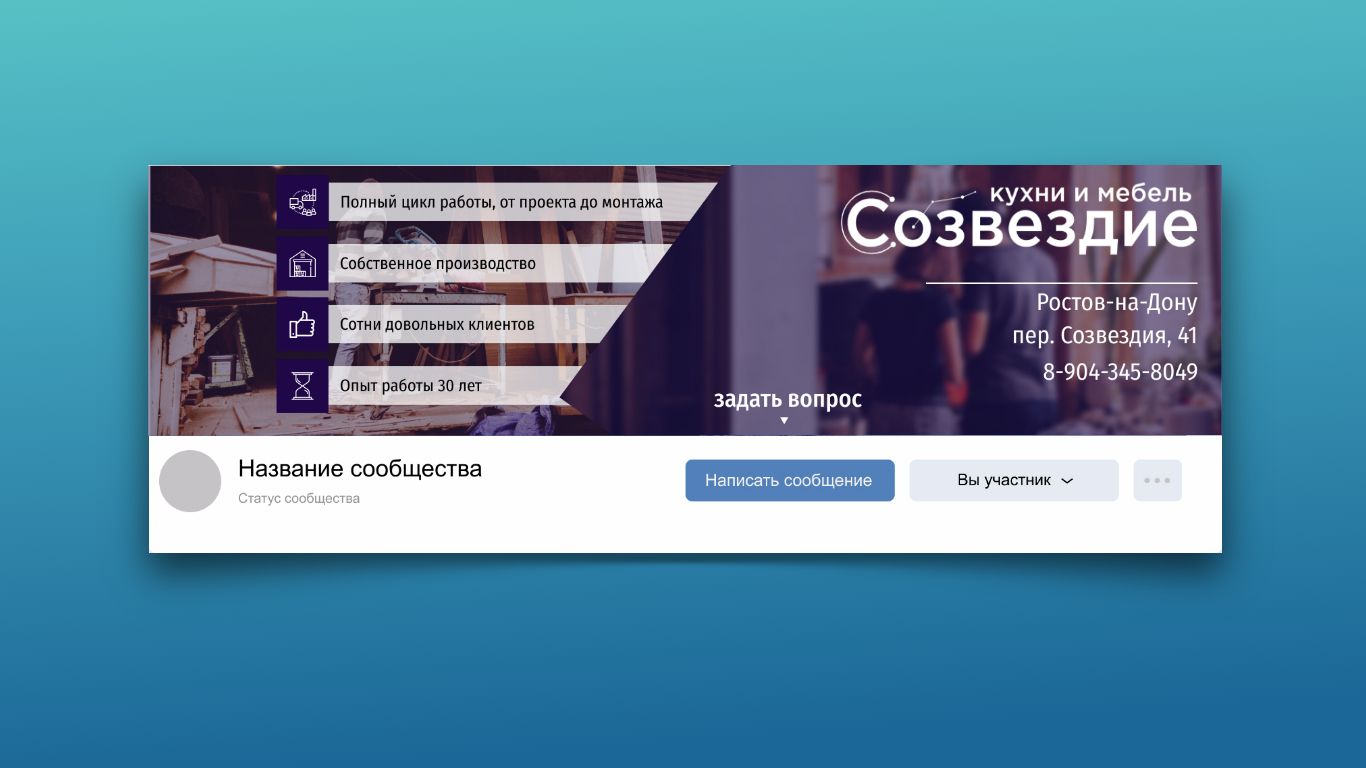 Полный цикл работы, от проекта до монтажа
Собственное производство
Сотни довольных клиентов
Опыт работы 30 лет
кухни и мебель
Созвездие
Ростов-на-Дону
пер. Созвездия, 41
8-904-345-8049
задать вопрос
Название сообщества
Статус сообщества
Написать сообщение
Вы участник